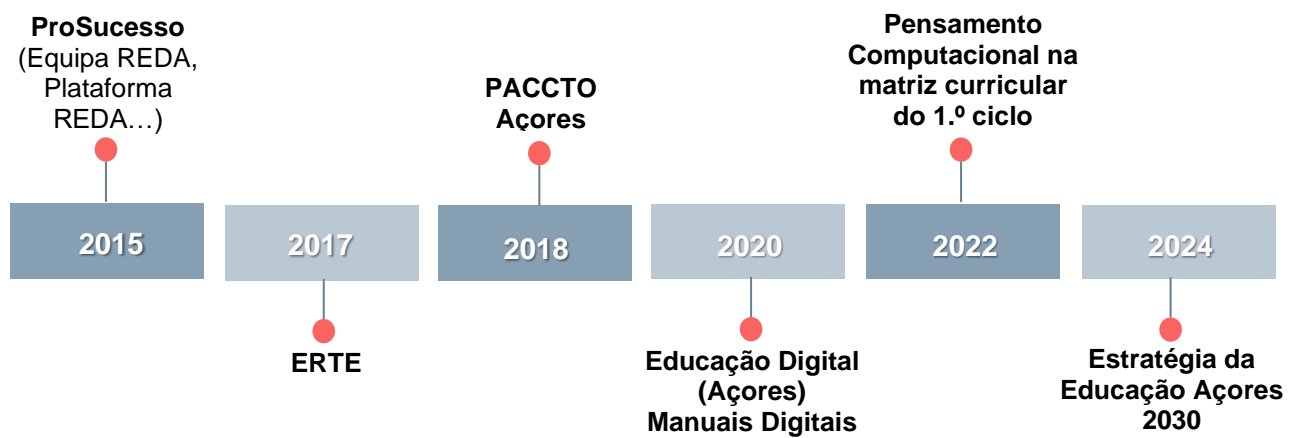 ProSucesso
(Equipa REDA,
Plataforma
REDA…)
PACCTO
Açores
Pensamento
Computacional na
matriz curricular
do 1.º ciclo
2015
2017
2018
2020
2022
2024
ERTE
Educação Digital
(Açores)
Manuais Digitais
Estratégia da
Educação Açores
2030